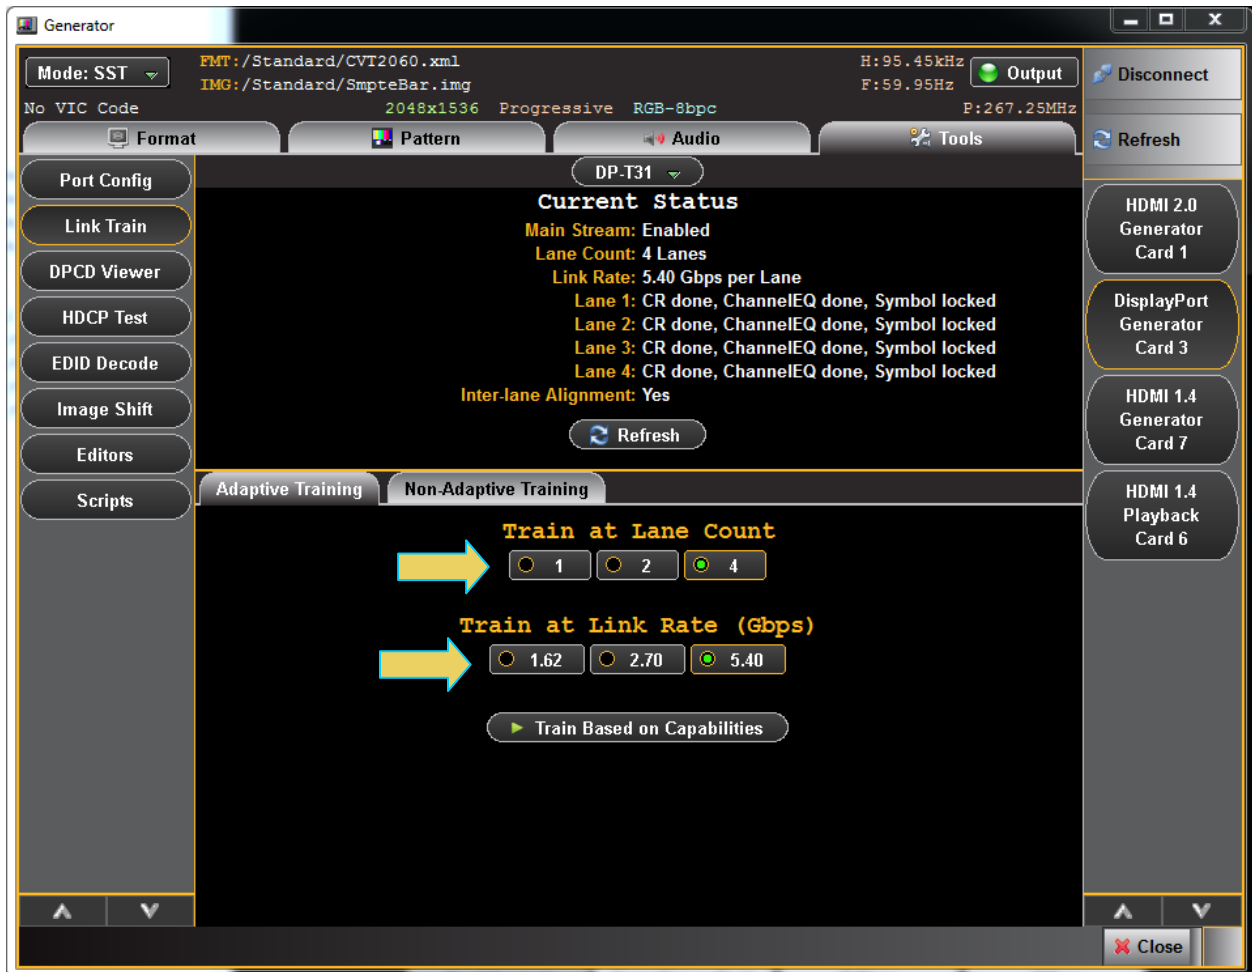 Generator
Mode: SST
FMT:/Standard/CVT2060.xml
IMG:/Standard/SmpteBar.img
H:95.45kHz
F:59.95Hz
Output
No VIC Code
2048x1536 Progressive RGB-8bpc
P:267.25MHz
Disconnect
Refresh
Format
Pattern
Audio
Tools
Port Config
Link Train
DPCD Viewer
HDCP Test
EDID Decode
Image Shift
Editors
Scripts
DP-T31
Current Status
Main Stream: Enabled
Lane Count: 4 Lanes
Link Rate: 5.40 Gbps per Lane
Lane 1: CR done, ChannelEQ done, Symbol locked
Lane 2: CR done, ChannelEQ done, Symbol locked
Lane 3: CR done, ChannelEQ done, Symbol locked
Lane 4: CR done, ChannelEQ done, Symbol locked
Inter-lane Alignment: Yes
Refresh
Adaptive Training
Non-Adaptive Training
Train at Lane Count
1 2 4
Train at Link Rate (Gbps)
1.62 2.70 5.40
Train Based on Capabilities
HDMI 2.0
Generator
Card 1
DisplayPort
Generator
Card 3
HDMI 1.4
Generator
Card 7
HDMI 1.4
Playback
Card 6
Close